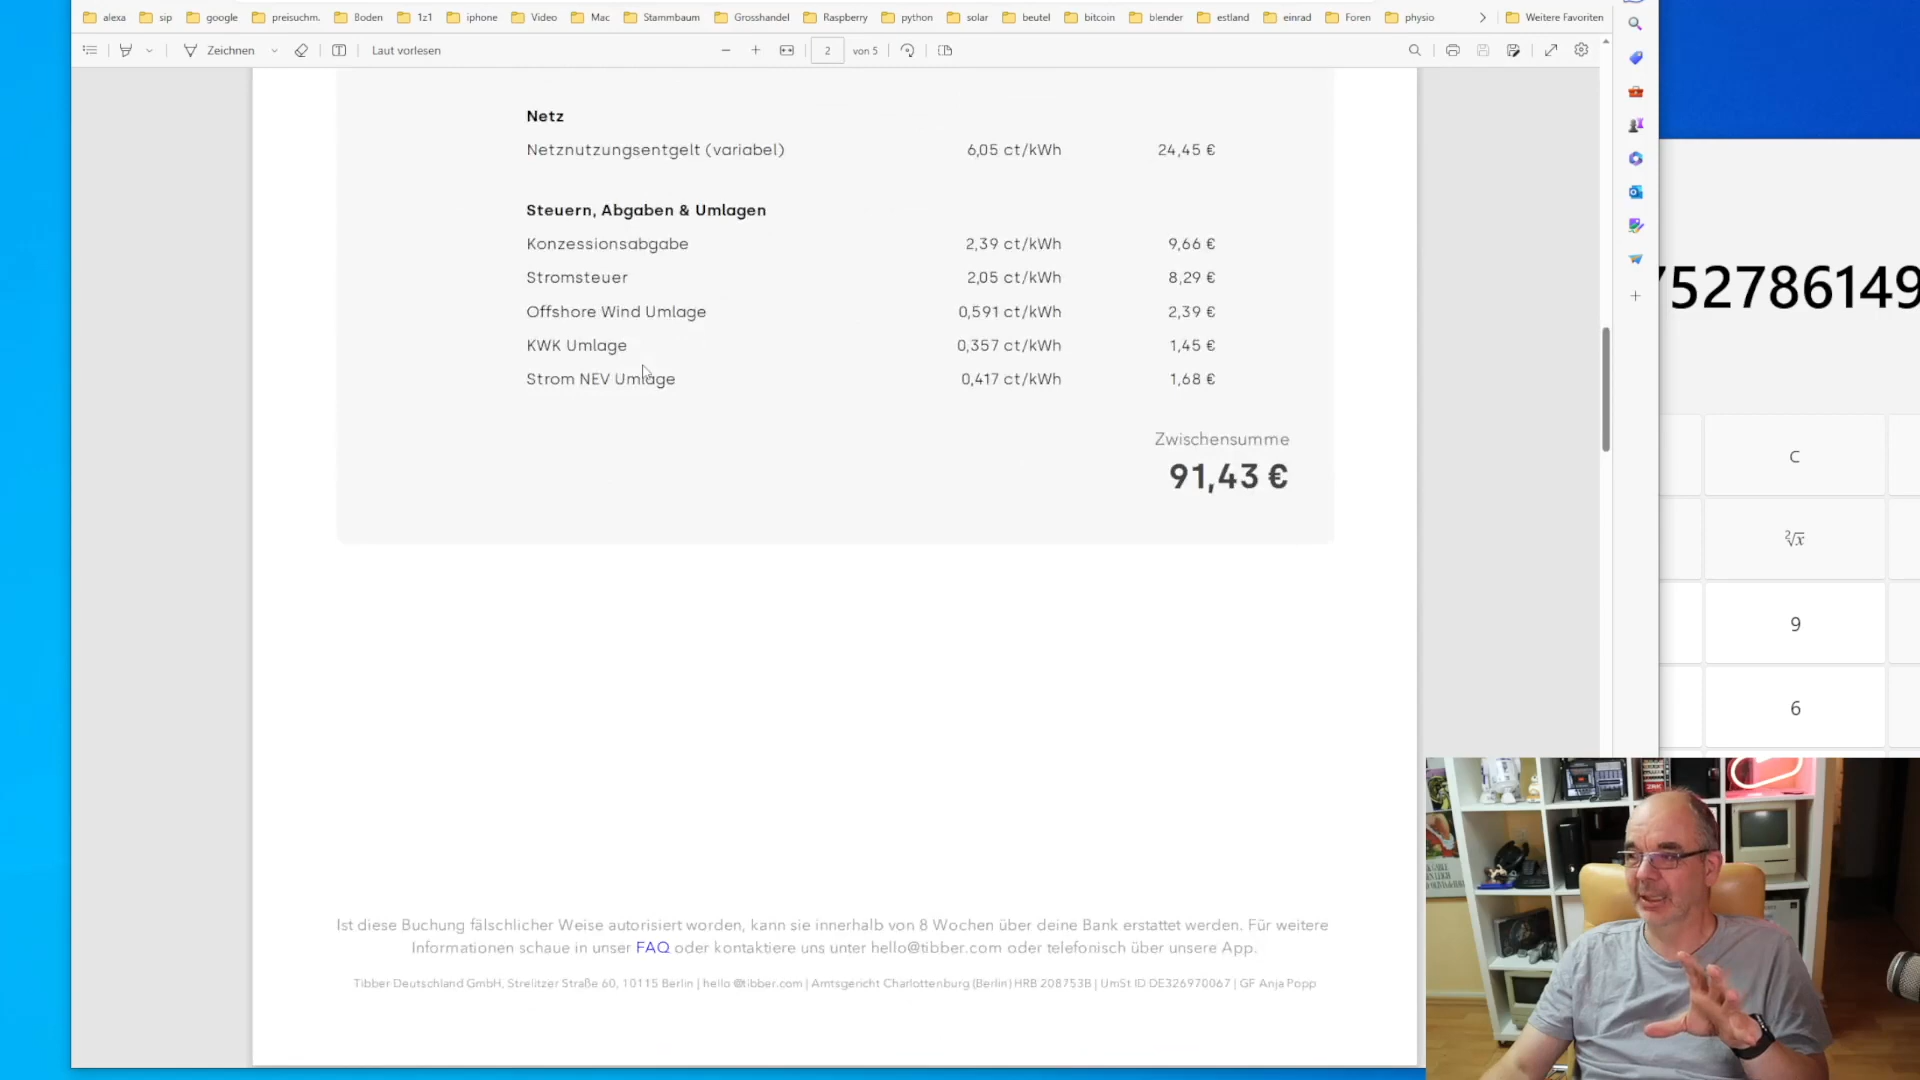 alexa sip google preisuchm. Boden 1z1 iphone Video Mac Stammbaum Grosshandel Raspberry python solar beutel bitcoin blender estland einrad Foren physio Weitere Favoriten
Zeichnen Laut vorlesen 2 von 5
Netz
Netznutzungsentgelt (variabel) 6,05 ct/kWh 24,45 €
Steuern, Abgaben & Umlagen
Konzessionsabgabe 2,39 ct/kWh 9,66 €
Stromsteuer 2,05 ct/kWh 8,29 €
Offshore Wind Umlage 0,591 ct/kWh 2,39 €
KWK Umlage 0,357 ct/kWh 1,45 €
Strom NEV Umlage 0,417 ct/kWh 1,68 €
Zwischensumme
91,43 €
Ist diese Buchung fälschlicher Weise autorisiert worden, kann sie innerhalb von 8 Wochen über deine Bank erstattet werden. Für weitere
Informationen schaue in unser FAQ oder kontaktiere uns unter hello@tibber.com oder telefonisch über unsere App.
Tibber Deutschland GmbH, Strelitzer Straße 60, 10115 Berlin | hello @tibber.com | Amtsgericht Charlottenburg (Berlin) HRB 208753B | UmSt ID DE326970067 | GF Anja Popp
752786149
C
²√x
9
6